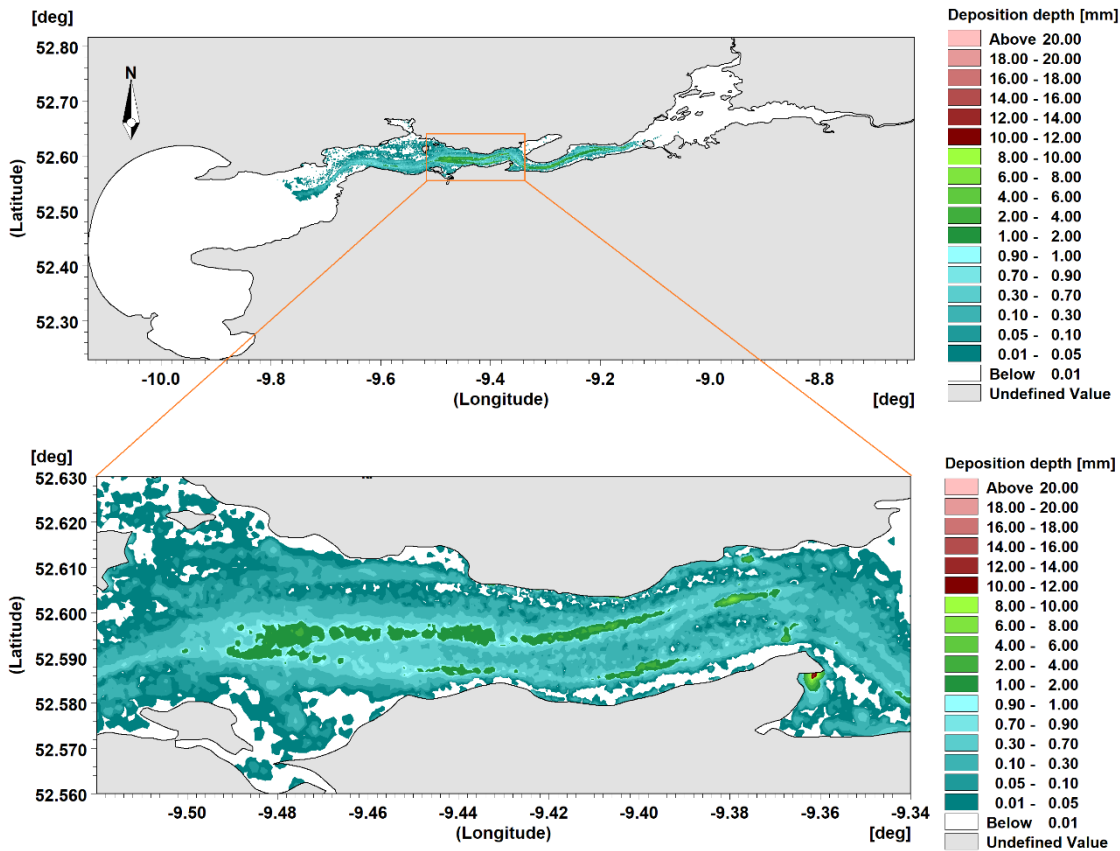 [deg]
52.80
52.70
52.60
52.50
52.40
52.30
(Latitude)
N
-10.0 -9.8 -9.6 -9.4 -9.2 -9.0 -8.8
(Longitude) [deg]
Deposition depth [mm]
Above 20.00
18.00 - 20.00
16.00 - 18.00
14.00 - 16.00
12.00 - 14.00
10.00 - 12.00
8.00 - 10.00
6.00 - 8.00
4.00 - 6.00
2.00 - 4.00
1.00 - 2.00
0.90 - 1.00
0.70 - 0.90
0.30 - 0.70
0.10 - 0.30
0.05 - 0.10
0.01 - 0.05
Below 0.01
Undefined Value
[deg]
52.630
52.620
52.610
52.600
52.590
52.580
52.570
52.560
(Latitude)
-9.50 -9.48 -9.46 -9.44 -9.42 -9.40 -9.38 -9.36 -9.34
(Longitude) [deg]
Deposition depth [mm]
Above 20.00
18.00 - 20.00
16.00 - 18.00
14.00 - 16.00
12.00 - 14.00
10.00 - 12.00
8.00 - 10.00
6.00 - 8.00
4.00 - 6.00
2.00 - 4.00
1.00 - 2.00
0.90 - 1.00
0.70 - 0.90
0.30 - 0.70
0.10 - 0.30
0.05 - 0.10
0.01 - 0.05
Below 0.01
Undefined Value